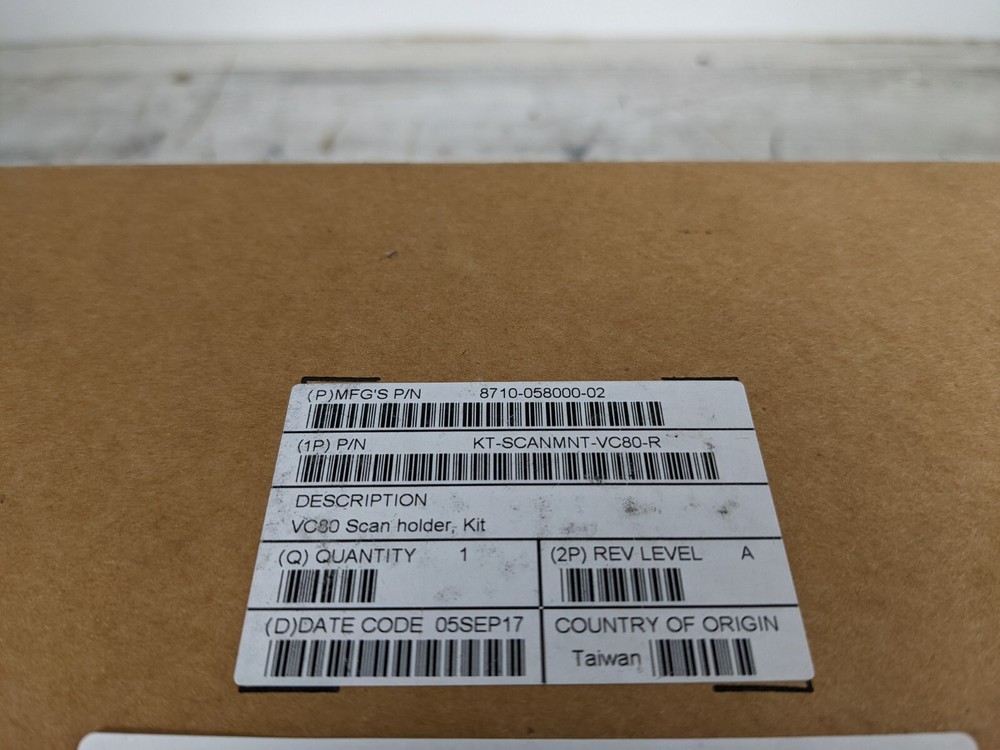 (P)MFG'S P/N 8710-058000-02
(1P) P/N KT-SCANMNT-VC80-R
DESCRIPTION
VC80 Scan holder, Kit
(Q) QUANTITY 1 (2P) REV LEVEL A
(D)DATE CODE 05SEP17 COUNTRY OF ORIGIN
Taiwan